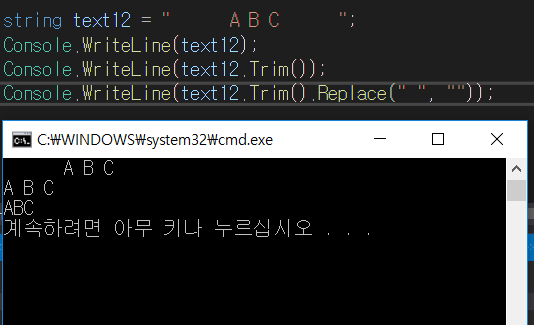 string text12 = "      A B C      ";
Console.WriteLine(text12);
Console.WriteLine(text12.Trim());
Console.WriteLine(text12.Trim().Replace(" ", ""));
C:\WINDOWS\system32\cmd.exe
      A B C
A B C
ABC
계속하려면 아무 키나 누르십시오 . . .